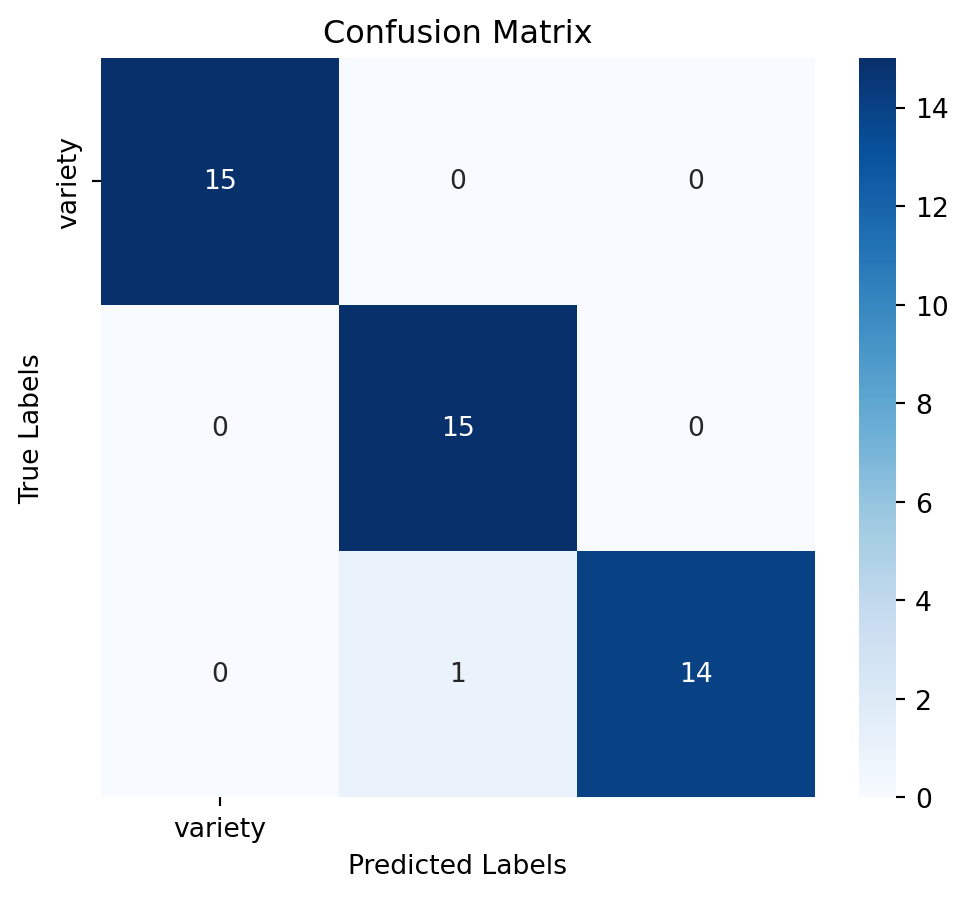 Confusion Matrix
variety
True Labels
15 0 0
0 15 0
0 1 14
variety
Predicted Labels
14
12
10
8
6
4
2
0